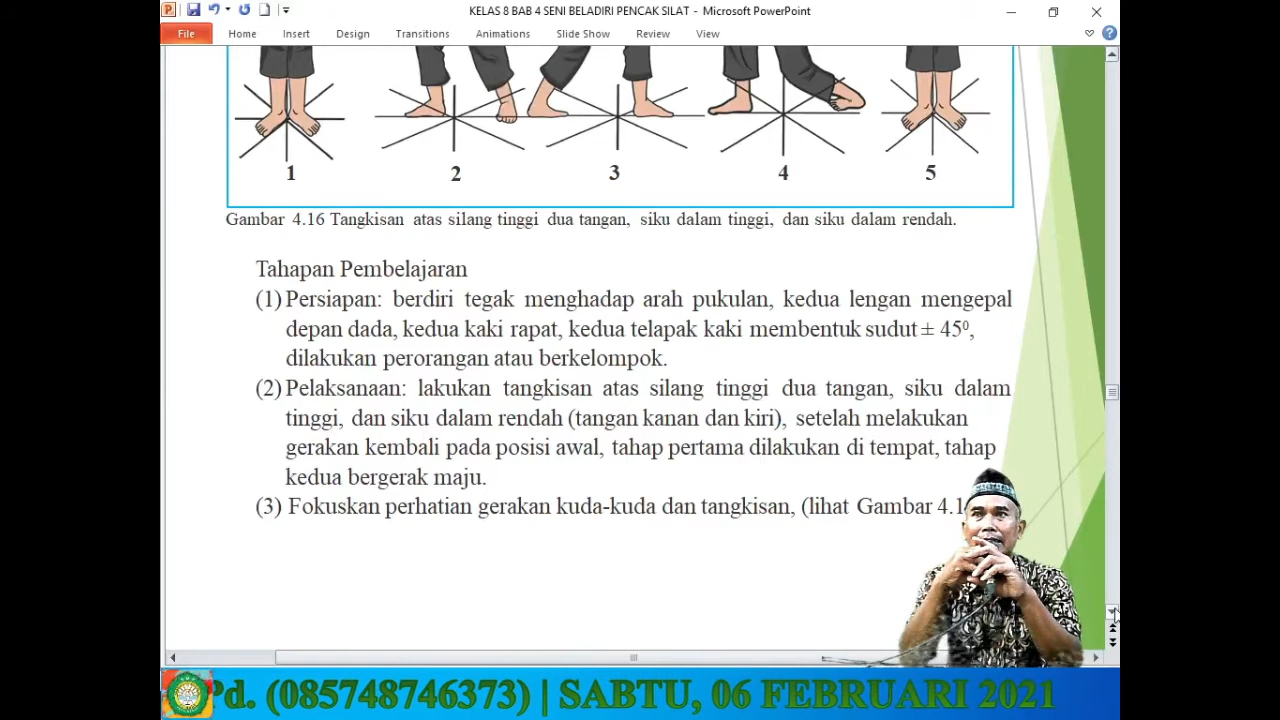 KELAS 8 BAB 4 SENI BELADIRI PENCAK SILAT - Microsoft PowerPoint
File Home Insert Design Transitions Animations Slide Show Review View
1 2 3 4 5
Gambar 4.16 Tangkisan atas silang tinggi dua tangan, siku dalam tinggi, dan siku dalam rendah.
Tahapan Pembelajaran
(1) Persiapan: berdiri tegak menghadap arah pukulan, kedua lengan mengepal
depan dada, kedua kaki rapat, kedua telapak kaki membentuk sudut ± 45⁰,
dilakukan perorangan atau berkelompok.
(2) Pelaksanaan: lakukan tangkisan atas silang tinggi dua tangan, siku dalam
tinggi, dan siku dalam rendah (tangan kanan dan kiri), setelah melakukan
gerakan kembali pada posisi awal, tahap pertama dilakukan di tempat, tahap
kedua bergerak maju.
(3) Fokuskan perhatian gerakan kuda-kuda dan tangkisan, (lihat Gambar 4.1
Pd. (085748746373) | SABTU, 06 FEBRUARI 2021